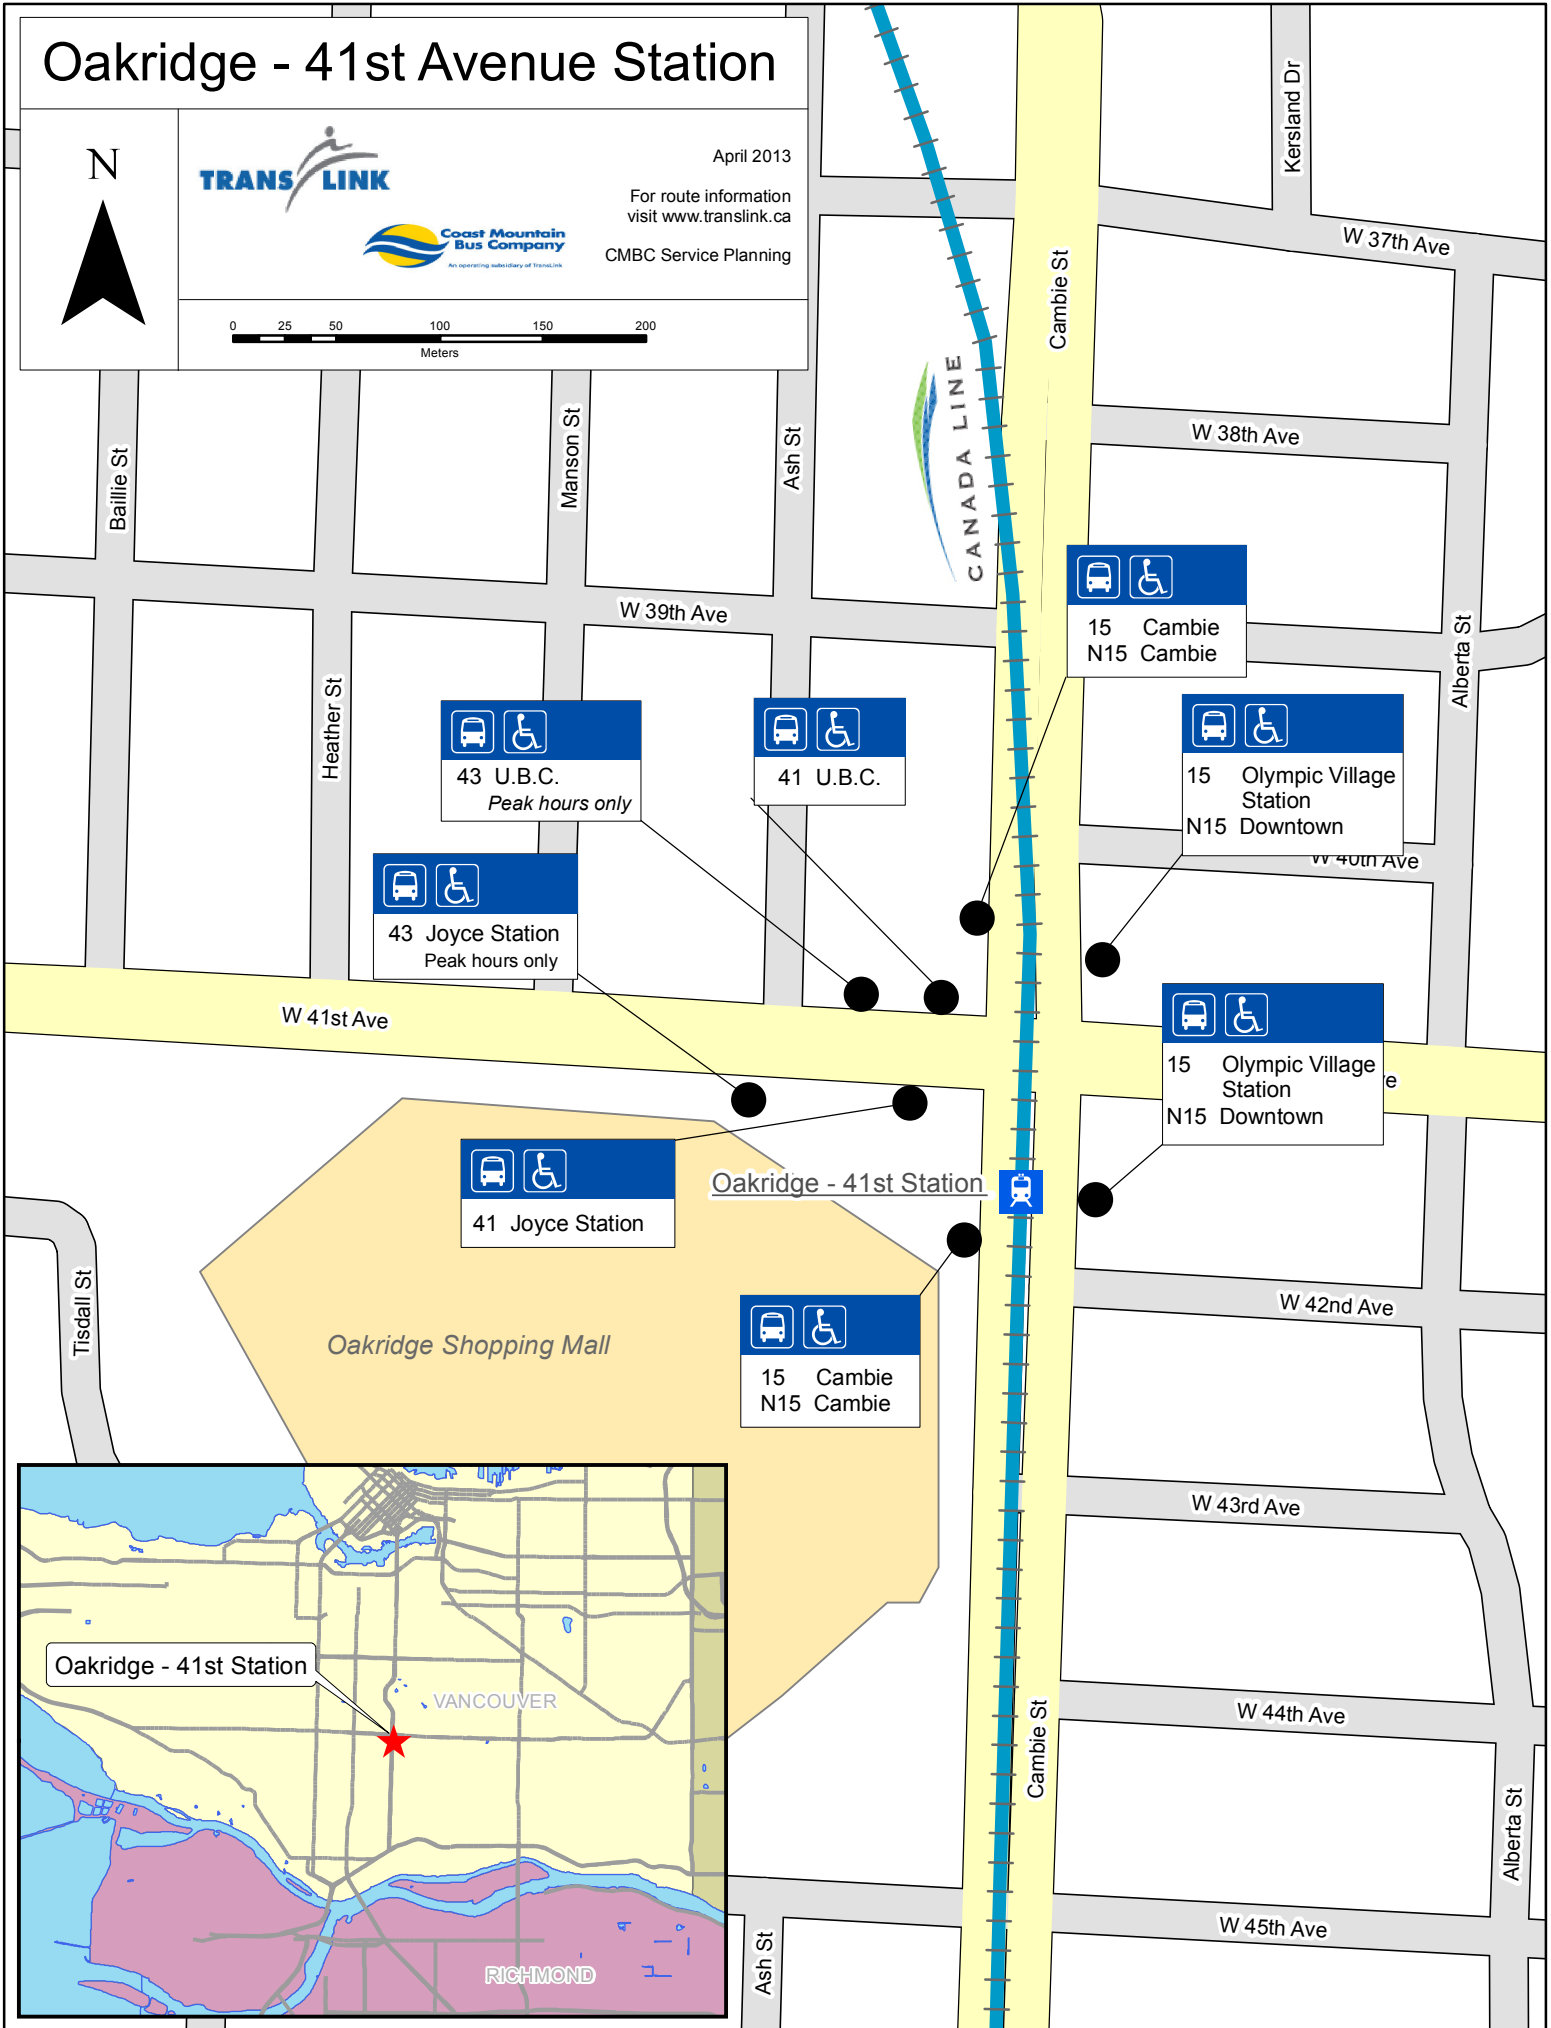 Oakridge - 41st Avenue Station
N
TRANS LINK
Coast Mountain
Bus Company
An operating subsidiary of TransLink
April 2013
For route information
visit www.translink.ca
CMBC Service Planning
0 25 50 100 150 200
Meters
Kersland Dr
W 37th Ave
Cambie St
CANADA LINE
W 38th Ave
Baillie St
Manson St
Ash St
W 39th Ave
15 Cambie
N15 Cambie
Alberta St
Heather St
43 U.B.C.
Peak hours only
41 U.B.C.
15 Olympic Village
Station
N15 Downtown
W 40th Ave
43 Joyce Station
Peak hours only
W 41st Ave
15 Olympic Village
Station
N15 Downtown
ve
41 Joyce Station
Oakridge - 41st Station
Tisdall St
W 42nd Ave
Oakridge Shopping Mall
15 Cambie
N15 Cambie
W 43rd Ave
Oakridge - 41st Station
VANCOUVER
RICHMOND
Cambie St
W 44th Ave
Alberta St
W 45th Ave
Ash St